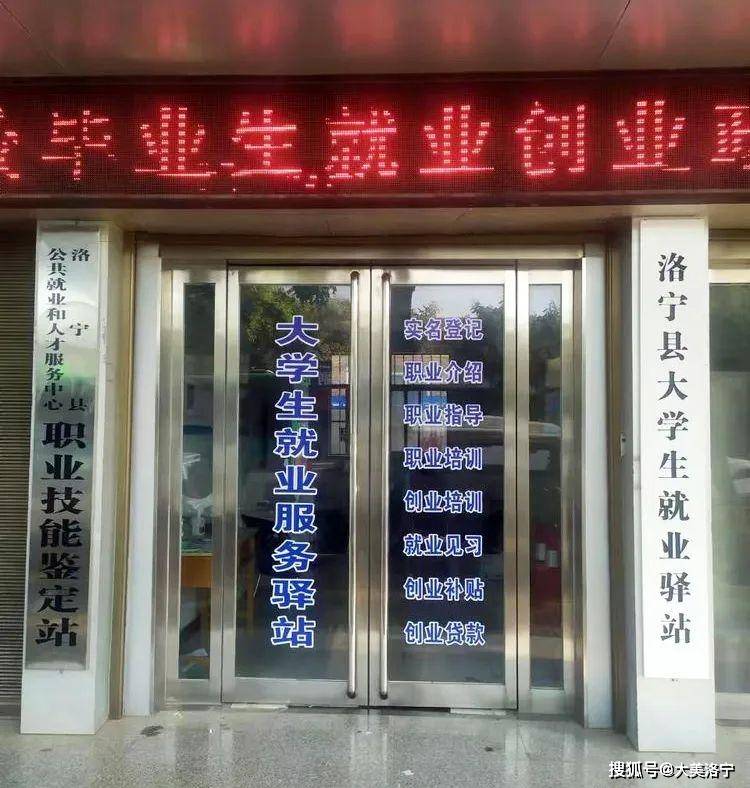 毕业生就业创业
洛宁县
公共就业和人才服务中心
职业技能鉴定站
大学生就业服务驿站
实名登记
职业介绍
职业指导
职业培训
创业培训
就业见习
创业补贴
创业贷款
洛宁县大学生就业驿站
搜狐号@大美洛宁